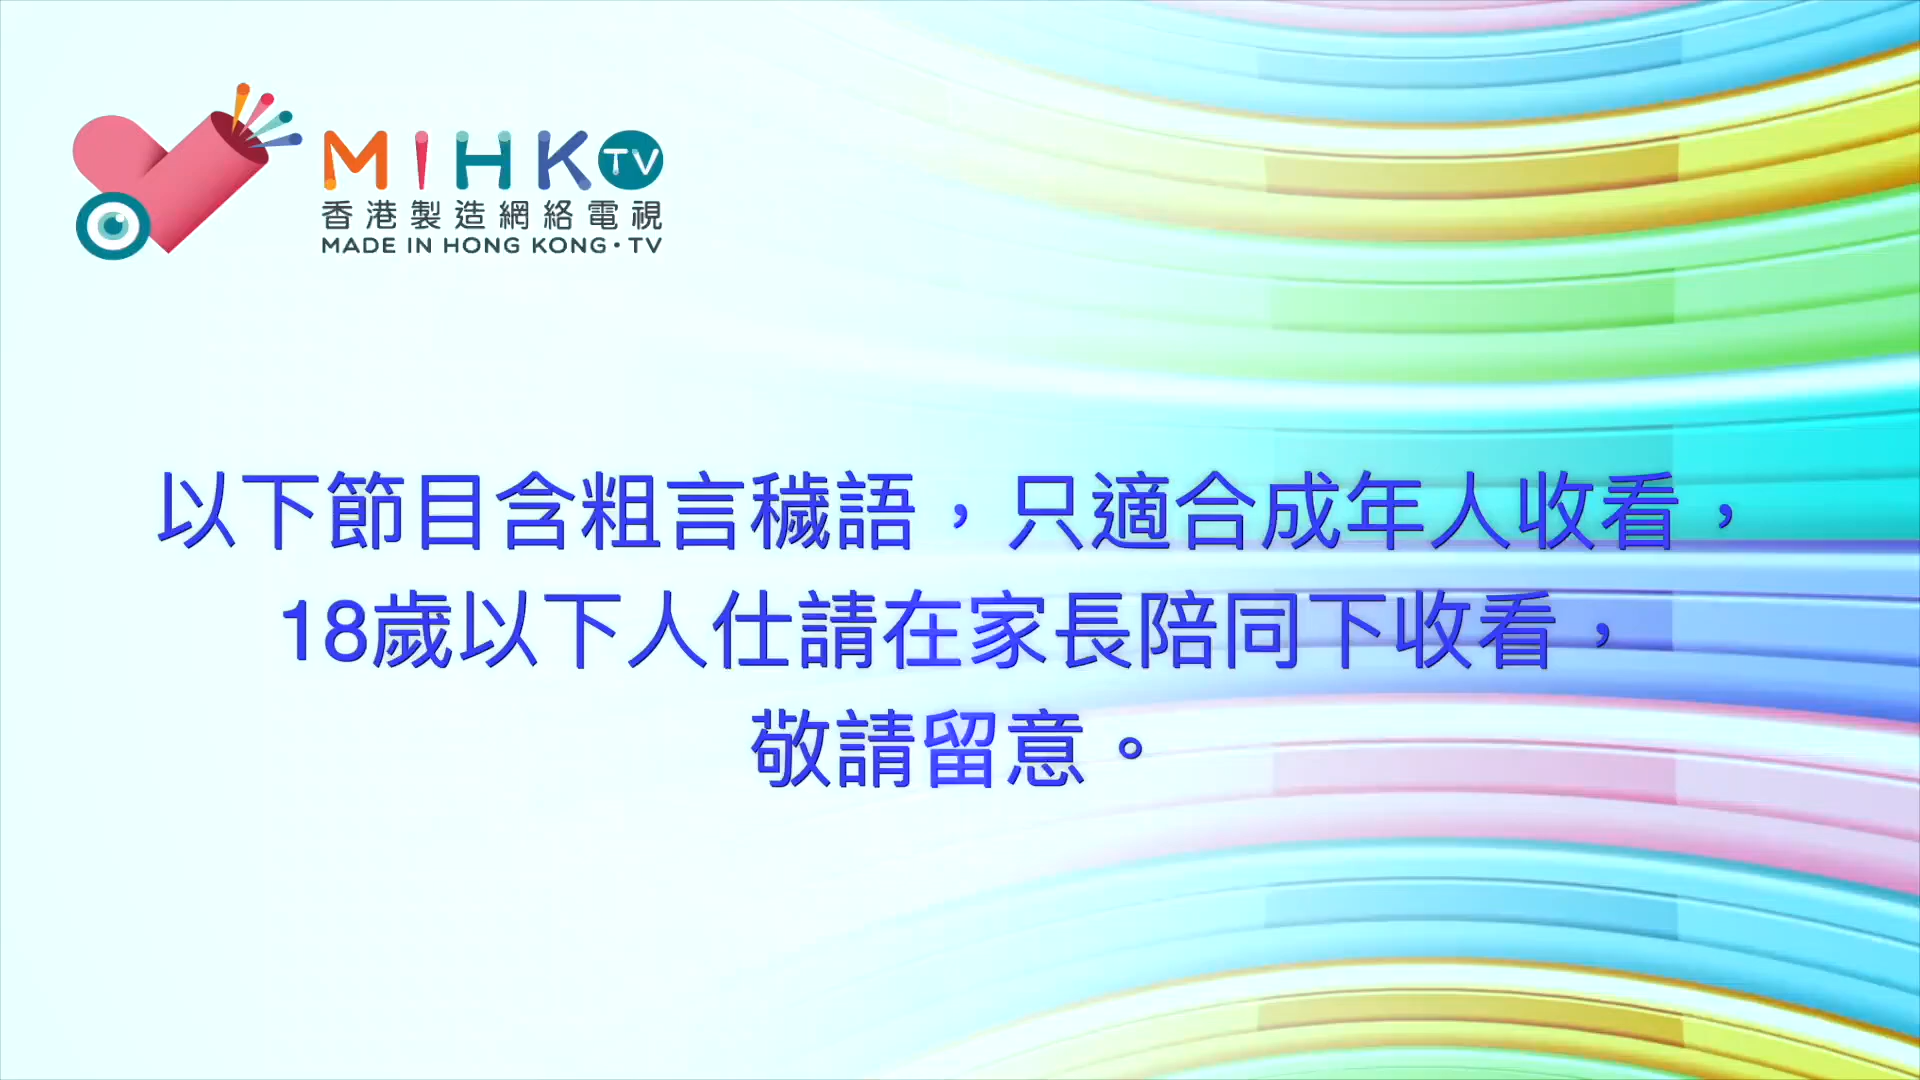 MIHK TV
香港製造網絡電視
MADE IN HONG KONG·TV
以下節目含粗言穢語，只適合成年人收看，
18歲以下人仕請在家長陪同下收看，
敬請留意。